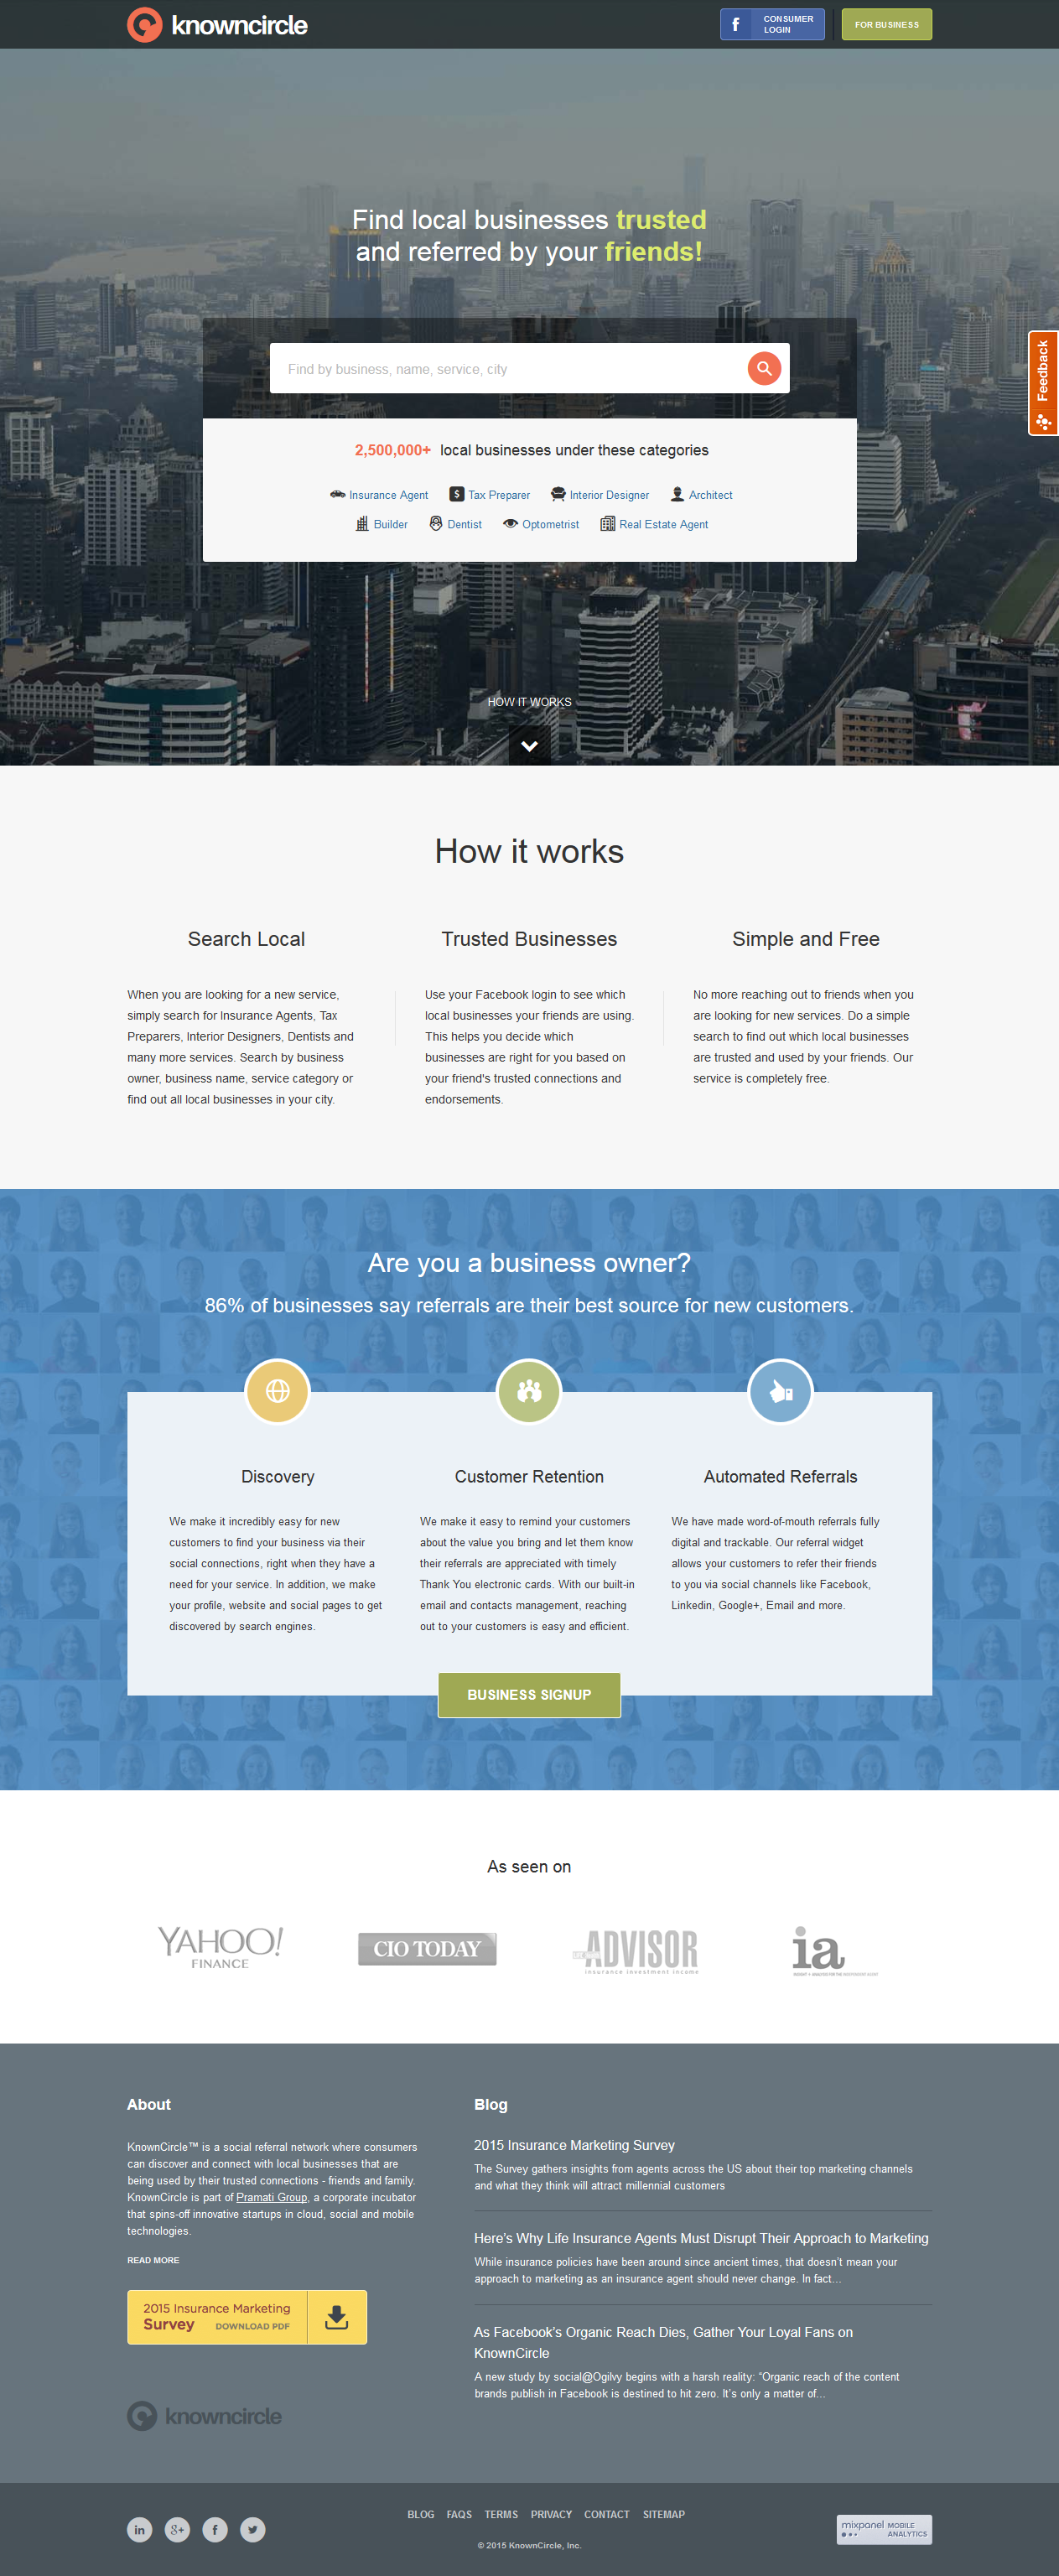 knowncircle
CONSUMER
LOGIN
FOR BUSINESS
Find local businesses trusted
and referred by your friends!
Feedback
Find by business, name, service, city
2,500,000+ local businesses under these categories
Insurance Agent Tax Preparer Interior Designer Architect
Builder Dentist Optometrist Real Estate Agent
HOW IT WORKS
How it works
Search Local
When you are looking for a new service,
simply search for Insurance Agents, Tax
Preparers, Interior Designers, Dentists and
many more services. Search by business
owner, business name, service category or
find out all local businesses in your city.
Trusted Businesses
Use your Facebook login to see which
local businesses your friends are using.
This helps you decide which
businesses are right for you based on
your friend's trusted connections and
endorsements.
Simple and Free
No more reaching out to friends when you
are looking for new services. Do a simple
search to find out which local businesses
are trusted and used by your friends. Our
service is completely free.
Are you a business owner?
86% of businesses say referrals are their best source for new customers.
Discovery
We make it incredibly easy for new
customers to find your business via their
social connections, right when they have a
need for your service. In addition, we make
your profile, website and social pages to get
discovered by search engines.
Customer Retention
We make it easy to remind your customers
about the value you bring and let them know
their referrals are appreciated with timely
Thank You electronic cards. With our built-in
email and contacts management, reaching
out to your customers is easy and efficient.
Automated Referrals
We have made word-of-mouth referrals fully
digital and trackable. Our referral widget
allows your customers to refer their friends
to you via social channels like Facebook,
Linkedin, Google+, Email and more.
BUSINESS SIGNUP
As seen on
YAHOO!
FINANCE
CIO TODAY
ADVISOR
insurance investment income
ia
About
KnownCircle™ is a social referral network where consumers
can discover and connect with local businesses that are
being used by their trusted connections - friends and family.
KnownCircle is part of Pramati Group, a corporate incubator
that spins-off innovative startups in cloud, social and mobile
technologies.
READ MORE
2015 Insurance Marketing
Survey DOWNLOAD PDF
knowncircle
Blog
2015 Insurance Marketing Survey
The Survey gathers insights from agents across the US about their top marketing channels
and what they think will attract millennial customers
Here's Why Life Insurance Agents Must Disrupt Their Approach to Marketing
While insurance policies have been around since ancient times, that doesn't mean your
approach to marketing as an insurance agent should never change. In fact...
As Facebook's Organic Reach Dies, Gather Your Loyal Fans on
KnownCircle
A new study by social@Ogilvy begins with a harsh reality: "Organic reach of the content
brands publish in Facebook is destined to hit zero. It's only a matter of...
BLOG FAQS TERMS PRIVACY CONTACT SITEMAP
© 2015 KnownCircle, Inc.
mixpanel MOBILE
ANALYTICS